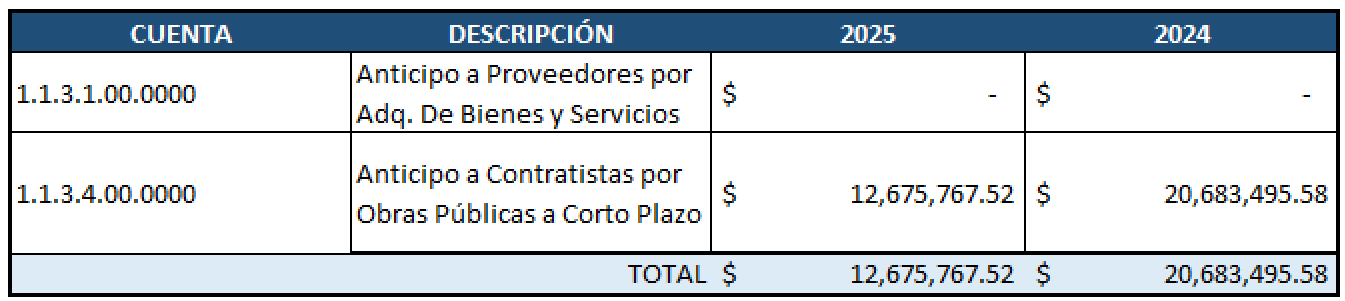 CUENTA DESCRIPCIÓN 2025 2024
1.1.3.1.00.0000 Anticipo a Proveedores por $ - $ -
Adq. De Bienes y Servicios
1.1.3.4.00.0000 Anticipo a Contratistas por $ 12,675,767.52 $ 20,683,495.58
Obras Públicas a Corto Plazo
TOTAL $ 12,675,767.52 $ 20,683,495.58